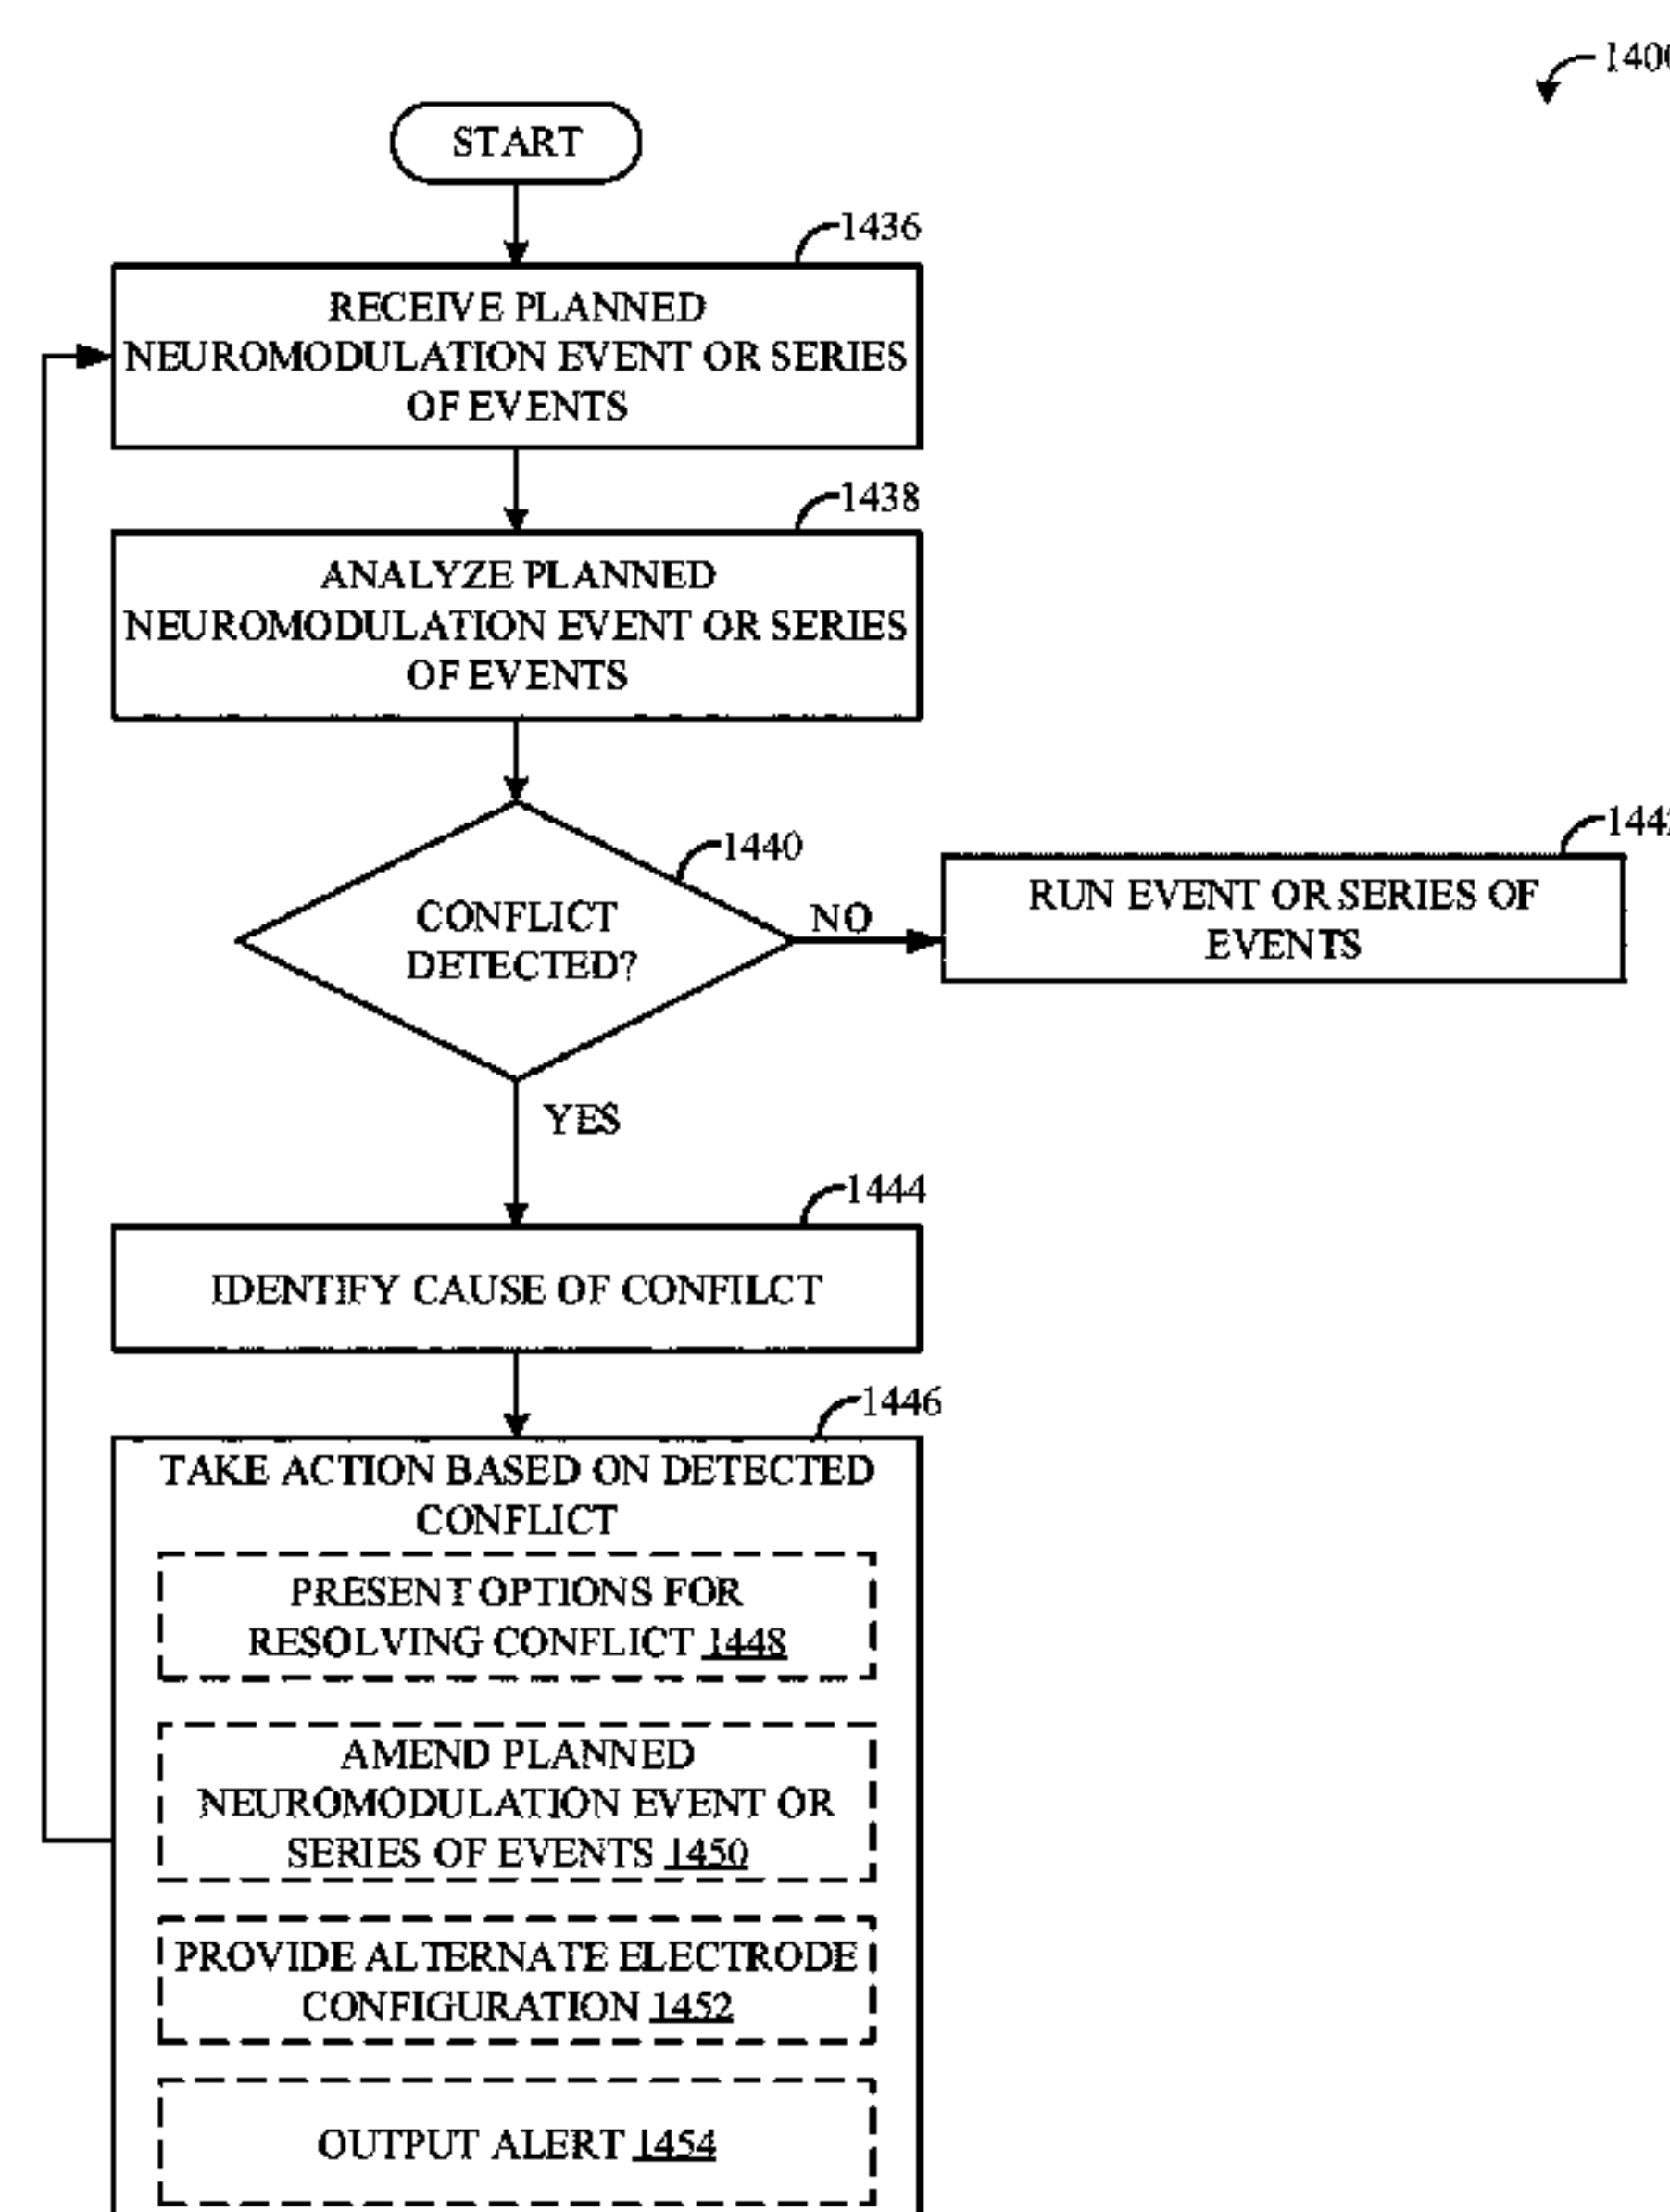 START
1436
RECEIVE PLANNED
NEUROMODULATION EVENT OR SERIES
OF EVENTS
1438
ANALYZE PLANNED
NEUROMODULATION EVENT OR SERIES
OF EVENTS
1440
CONFLICT
DETECTED?
NO
RUN EVENT OR SERIES OF
EVENTS
YES
1444
IDENTIFY CAUSE OF CONFILCT
1446
TAKE ACTION BASED ON DETECTED
CONFLICT
PRESENT OPTIONS FOR
RESOLVING CONFLICT 1448
AMEND PLANNED
NEUROMODULATION EVENT OR
SERIES OF EVENTS 1450
PROVIDE ALTERNATE ELECTRODE
CONFIGURATION 1452
OUTPUT ALERT 1454